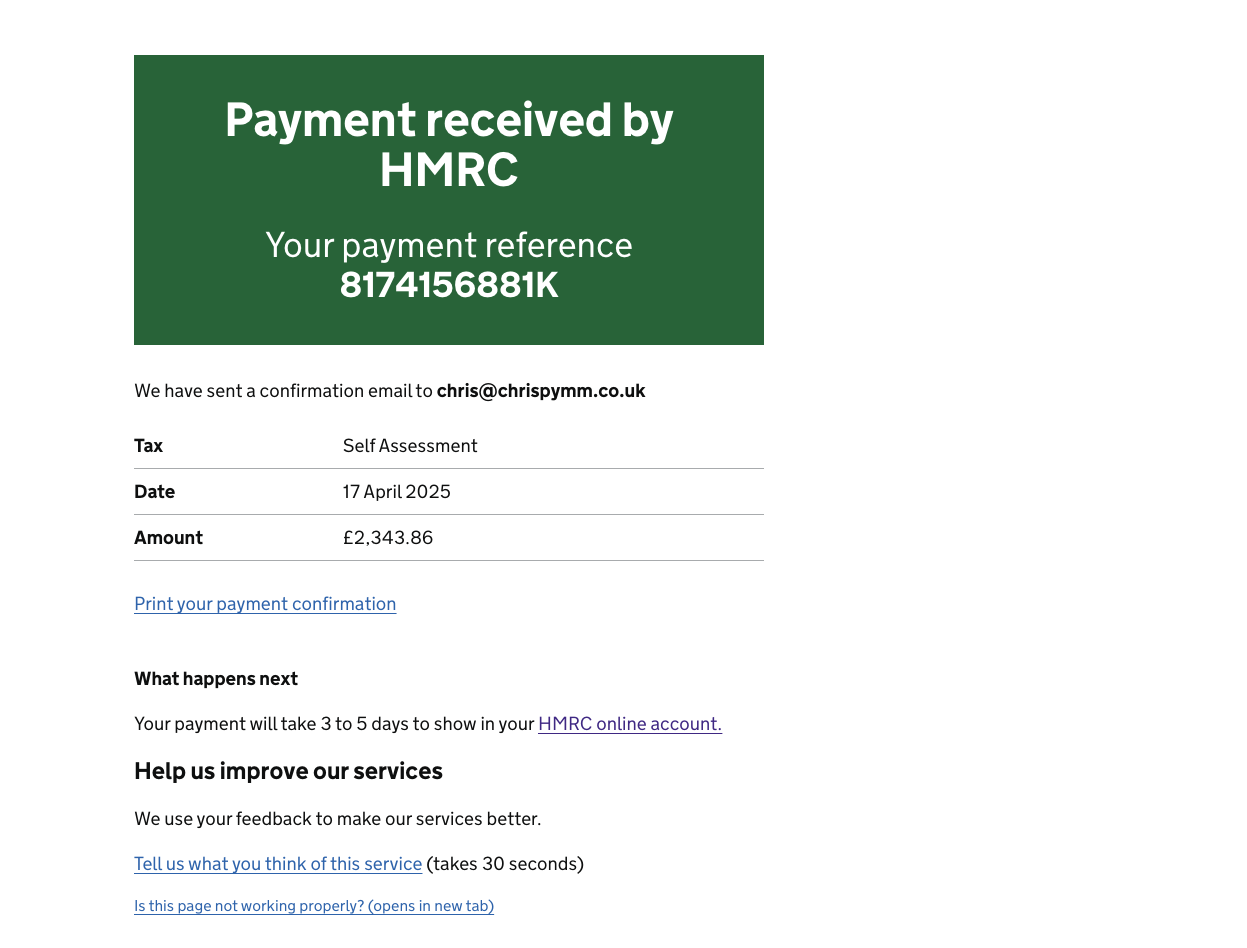 Payment received by
HMRC
Your payment reference
8174156881K
We have sent a confirmation email to chris@chrispymm.co.uk
Tax Self Assessment
Date 17 April 2025
Amount £2,343.86
Print your payment confirmation
What happens next
Your payment will take 3 to 5 days to show in your HMRC online account.
Help us improve our services
We use your feedback to make our services better.
Tell us what you think of this service (takes 30 seconds)
Is this page not working properly? (opens in new tab)